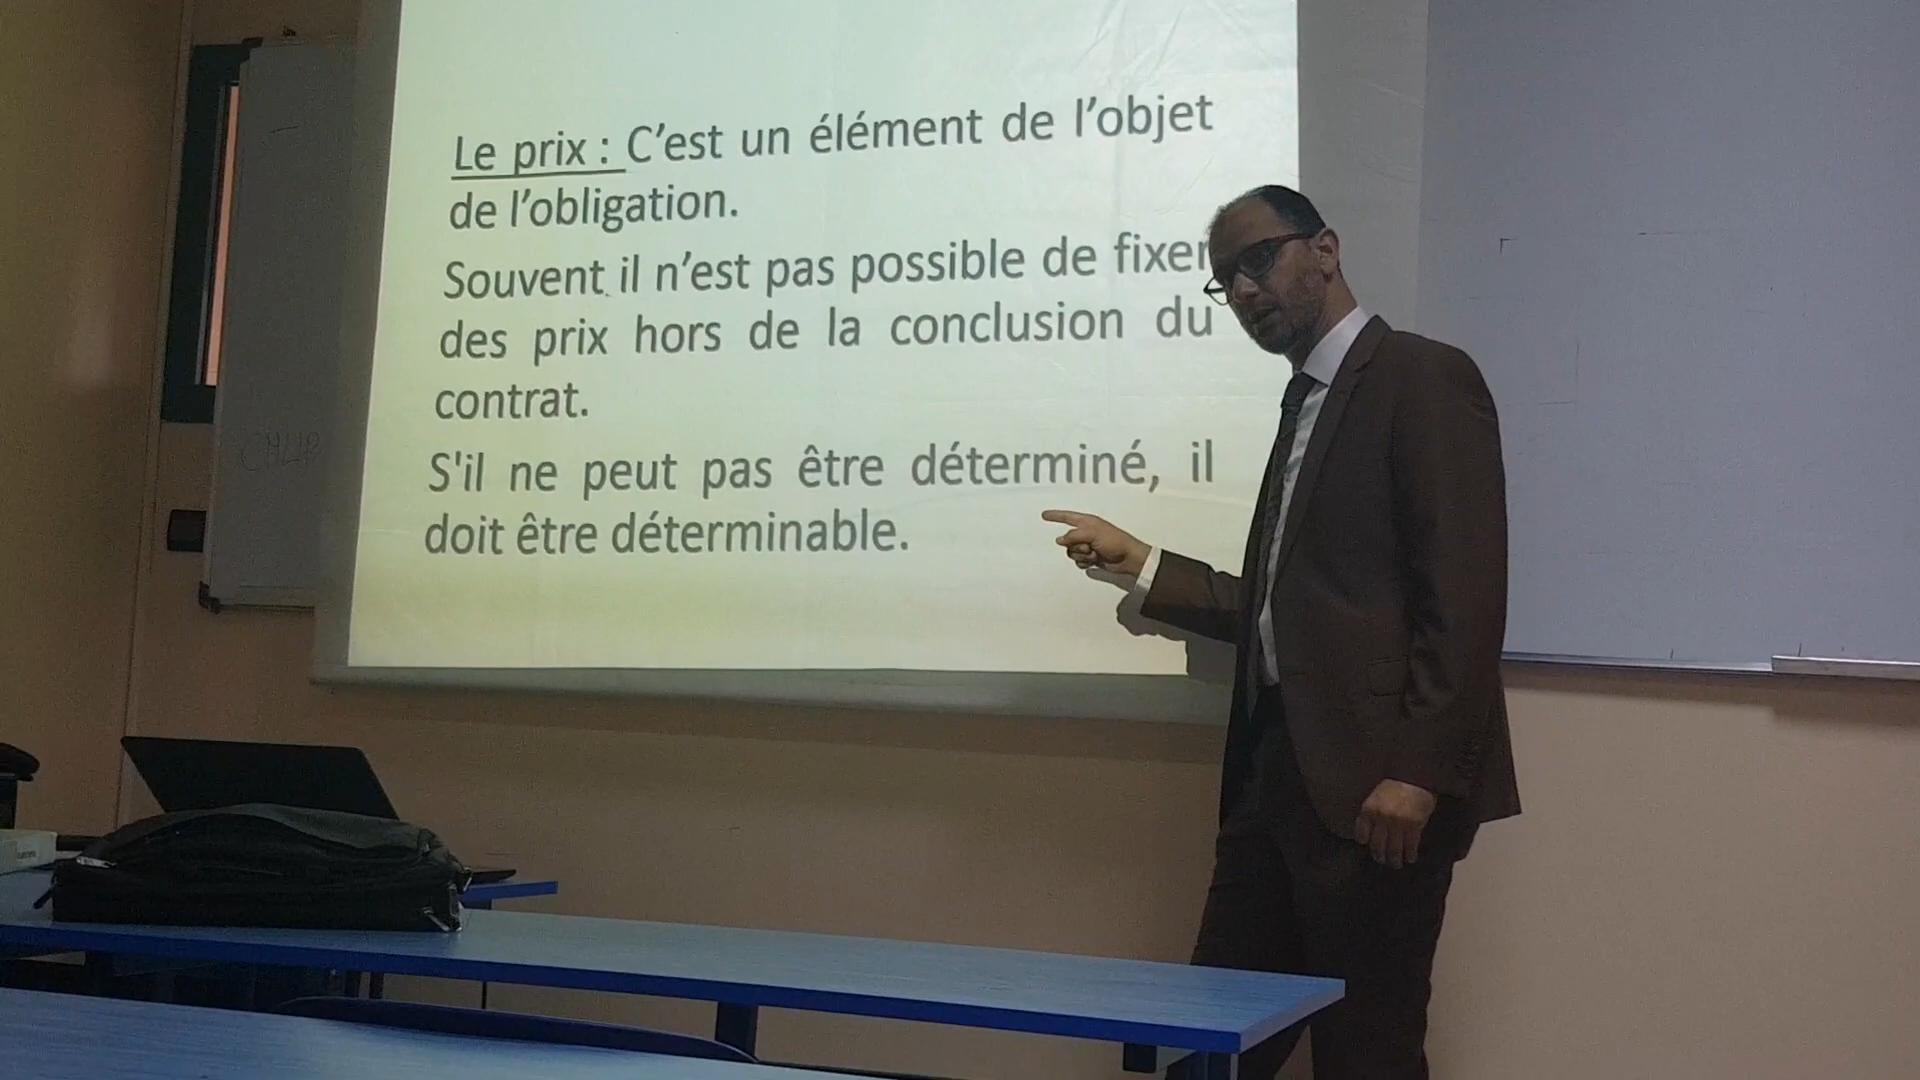 Le prix : C’est un élément de l’objet
de l’obligation.
Souvent il n’est pas possible de fixer
des prix hors de la conclusion du
contrat.
S'il ne peut pas être déterminé, il
doit être déterminable.